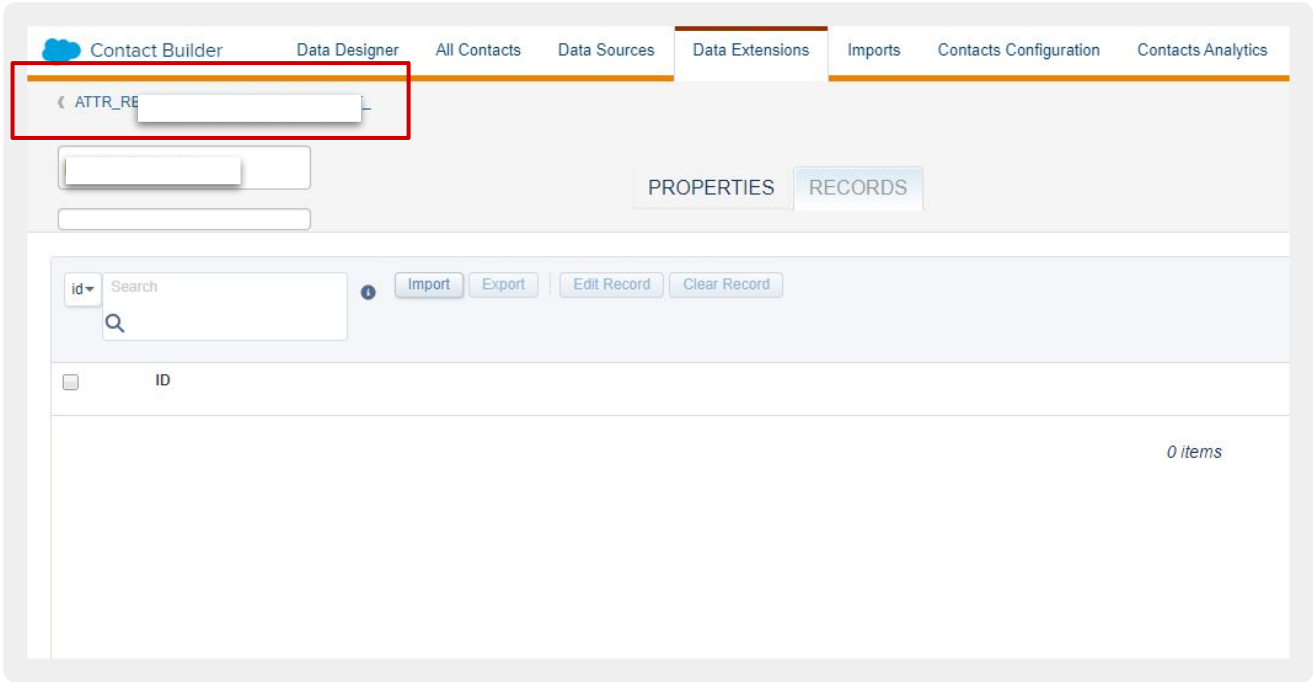 Contact Builder Data Designer All Contacts Data Sources Data Extensions Imports Contacts Configuration Contacts Analytics
❮ ATTR_RE _
PROPERTIES RECORDS
id Search Import Export Edit Record Clear Record
ID
0 items